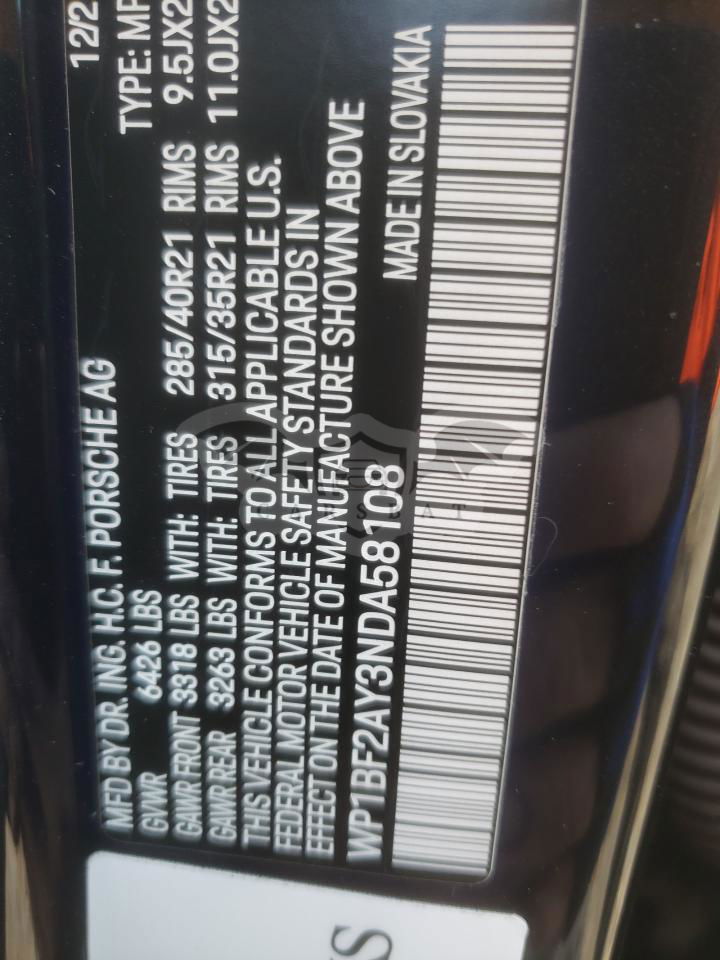 MFD BY DR. ING. H.C. F. PORSCHE AG 12/2
GVWR 6426 LBS TYPE: MP
GAWR FRONT 3318 LBS WITH: TIRES 285/40R21 RIMS 9.5JX2
GAWR REAR 3263 LBS WITH: TIRES 315/35R21 RIMS 11.0JX2
THIS VEHICLE CONFORMS TO ALL APPLICABLE U.S.
FEDERAL MOTOR VEHICLE SAFETY STANDARDS IN
EFFECT ON THE DATE OF MANUFACTURE SHOWN ABOVE
WP1BF2AY3NDA58108 MADE IN SLOVAKIA
CARSBAT